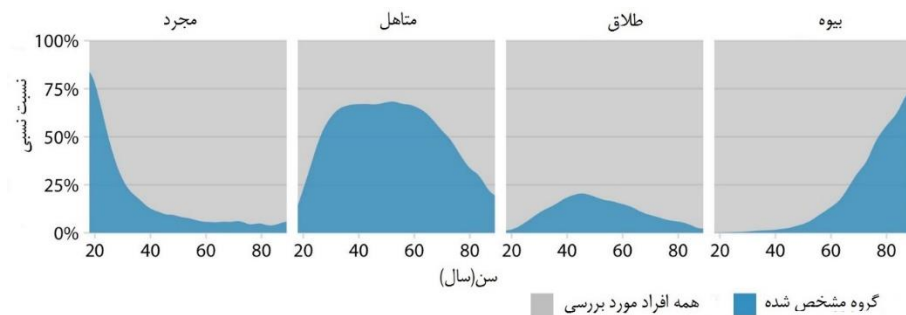 مجرد
متاهل
طلاق
بیوه
نسبت نسبی
100%
75%
50%
25%
0%
20 40 60 80
20 40 60 80
20 40 60 80
20 40 60 80
سن(سال)
گروه مشخص شده
همه افراد مورد بررسی